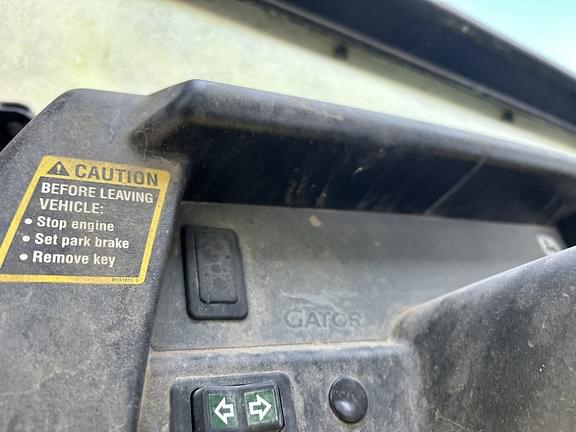 CAUTION
BEFORE LEAVING
VEHICLE:
• Stop engine
• Set park brake
• Remove key
GATOR